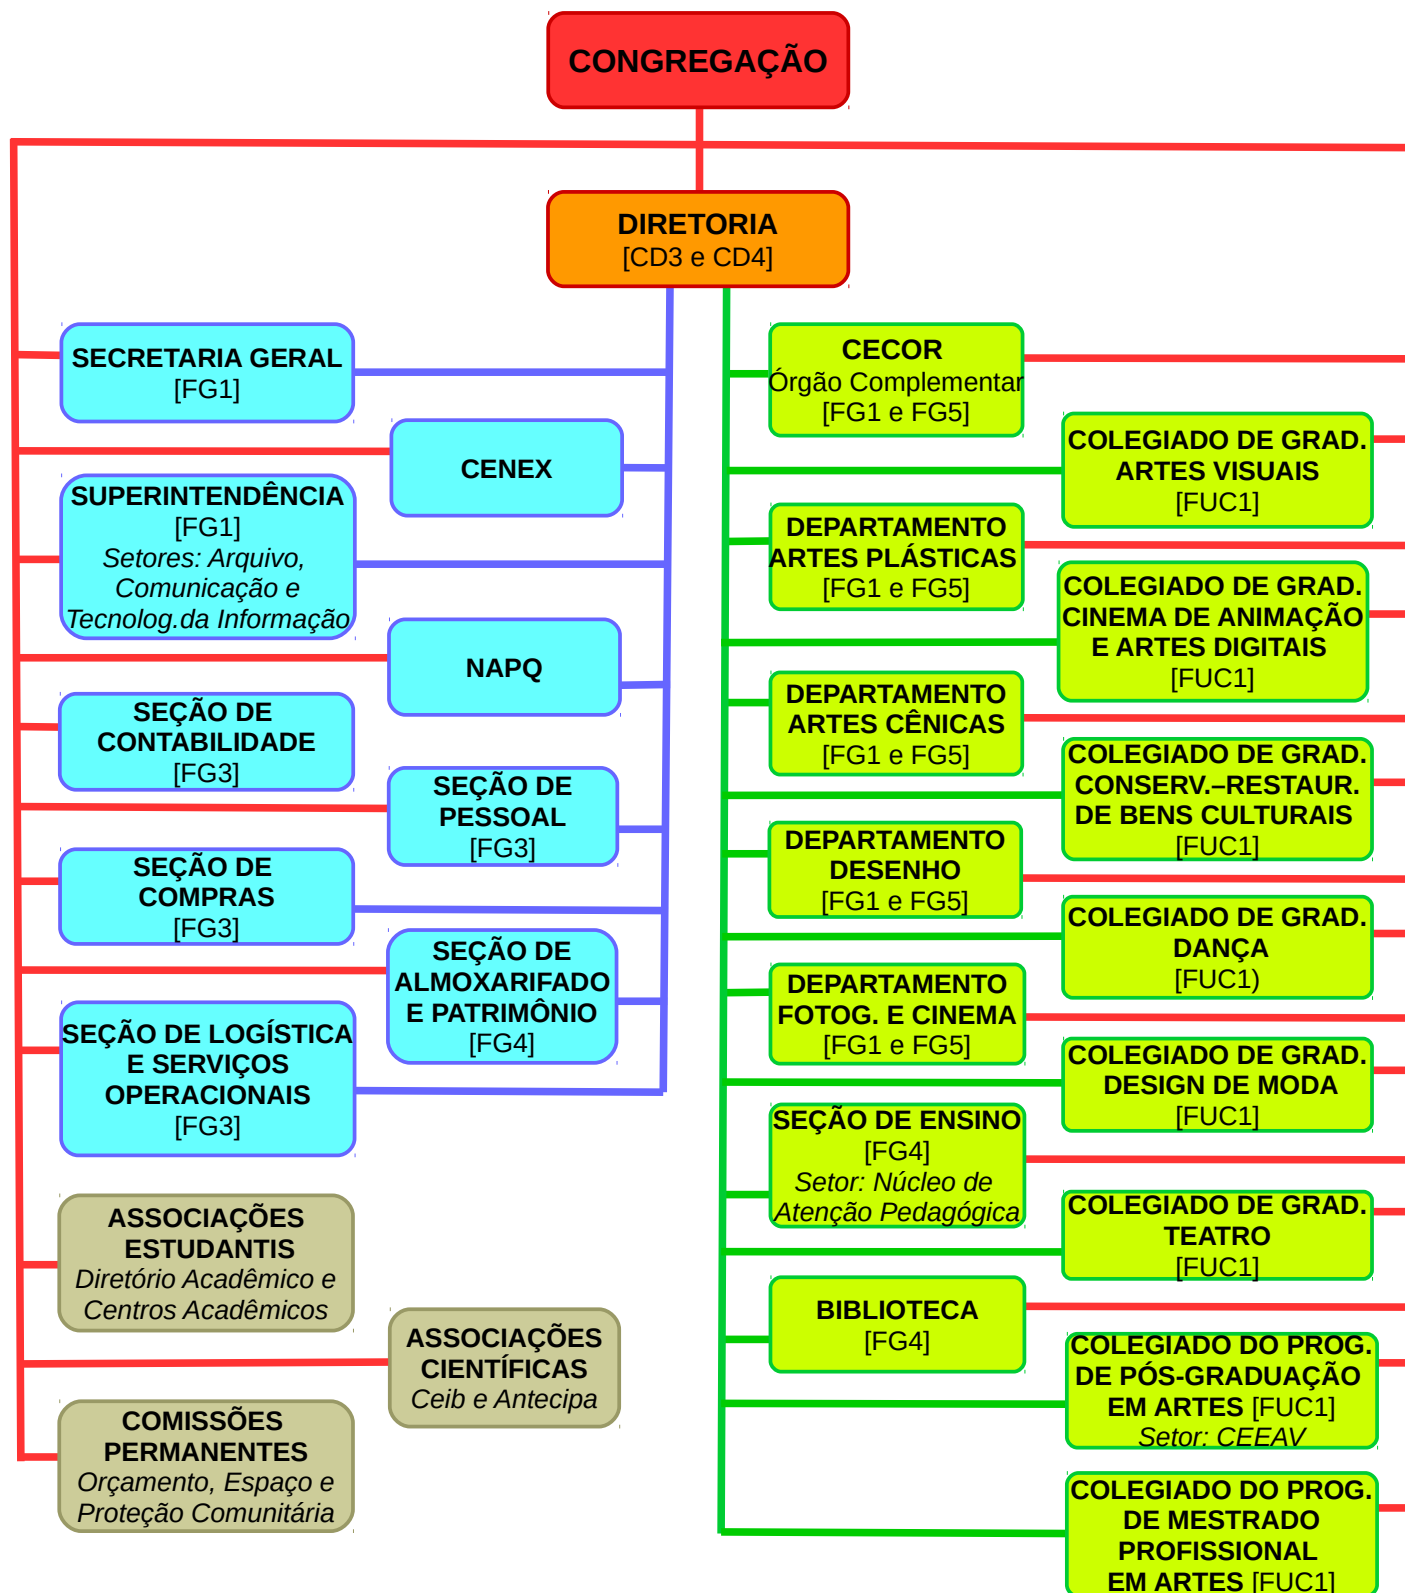 CONGREGAÇÃO
DIRETORIA
[CD3 e CD4]
SECRETARIA GERAL
[FG1]
CENEX
SUPERINTENDÊNCIA
[FG1]
Setores: Arquivo,
Comunicação e
Tecnolog.da Informação
NAPQ
SEÇÃO DE
CONTABILIDADE
[FG3]
SEÇÃO DE
PESSOAL
[FG3]
SEÇÃO DE
COMPRAS
[FG3]
SEÇÃO DE
ALMOXARIFADO
E PATRIMÔNIO
[FG4]
SEÇÃO DE LOGÍSTICA
E SERVIÇOS
OPERACIONAIS
[FG3]
ASSOCIAÇÕES
ESTUDANTIS
Diretório Acadêmico e
Centros Acadêmicos
ASSOCIAÇÕES
CIENTÍFICAS
Ceib e Antecipa
COMISSÕES
PERMANENTES
Orçamento, Espaço e
Proteção Comunitária
CECOR
Órgão Complementar
[FG1 e FG5]
COLEGIADO DE GRAD.
ARTES VISUAIS
[FUC1]
DEPARTAMENTO
ARTES PLÁSTICAS
[FG1 e FG5]
COLEGIADO DE GRAD.
CINEMA DE ANIMAÇÃO
E ARTES DIGITAIS
[FUC1]
DEPARTAMENTO
ARTES CÊNICAS
[FG1 e FG5]
COLEGIADO DE GRAD.
CONSERV.–RESTAUR.
DE BENS CULTURAIS
[FUC1]
DEPARTAMENTO
DESENHO
[FG1 e FG5]
COLEGIADO DE GRAD.
DANÇA
[FUC1)
DEPARTAMENTO
FOTOG. E CINEMA
[FG1 e FG5]
COLEGIADO DE GRAD.
DESIGN DE MODA
[FUC1]
SEÇÃO DE ENSINO
[FG4]
Setor: Núcleo de
Atenção Pedagógica
COLEGIADO DE GRAD.
TEATRO
[FUC1]
BIBLIOTECA
[FG4]
COLEGIADO DO PROG.
DE PÓS-GRADUAÇÃO
EM ARTES [FUC1]
Setor: CEEAV
COLEGIADO DO PROG.
DE MESTRADO
PROFISSIONAL
EM ARTES [FUC1]